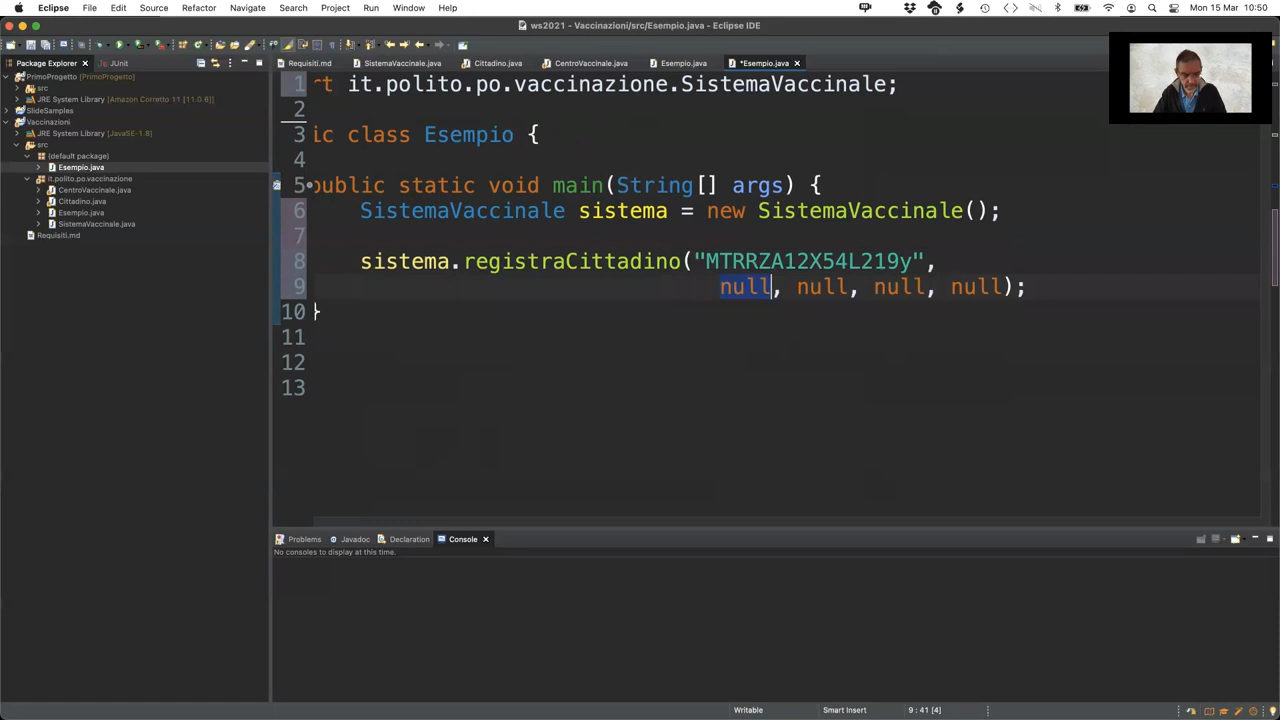 Eclipse File Edit Source Refactor Navigate Search Project Run Window Help Mon 15 Mar 10:50
ws2021 - Vaccinazioni/src/Esempio.java - Eclipse IDE
Package Explorer JUnit
Requisiti.md SistemaVaccinale.java Cittadino.java CentroVaccinale.java Esempio.java *Esempio.java
PrimoProgetto [PrimoProgetto]
src
JRE System Library [Amazon Corretto 11 [11.0.6]]
SlideSamples
Vaccinazioni
JRE System Library [JavaSE-1.8]
src
(default package)
Esempio.java
it.polito.po.vaccinazione
CentroVaccinale.java
Cittadino.java
Esempio.java
SistemaVaccinale.java
Requisiti.md
1 rt it.polito.po.vaccinazione.SistemaVaccinale;
2
3 ic class Esempio {
4
5 public static void main(String[] args) {
6 SistemaVaccinale sistema = new SistemaVaccinale();
7
8 sistema.registraCittadino("MTRRZA12X54L219y",
9 null, null, null, null);
10 }
11
12
13
Problems Javadoc Declaration Console
No consoles to display at this time.
Writable Smart Insert 9 : 41 [4]